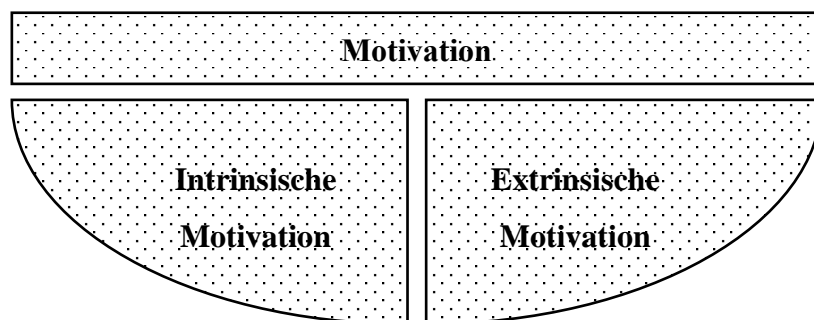 Motivation
Intrinsische
Motivation
Extrinsische
Motivation